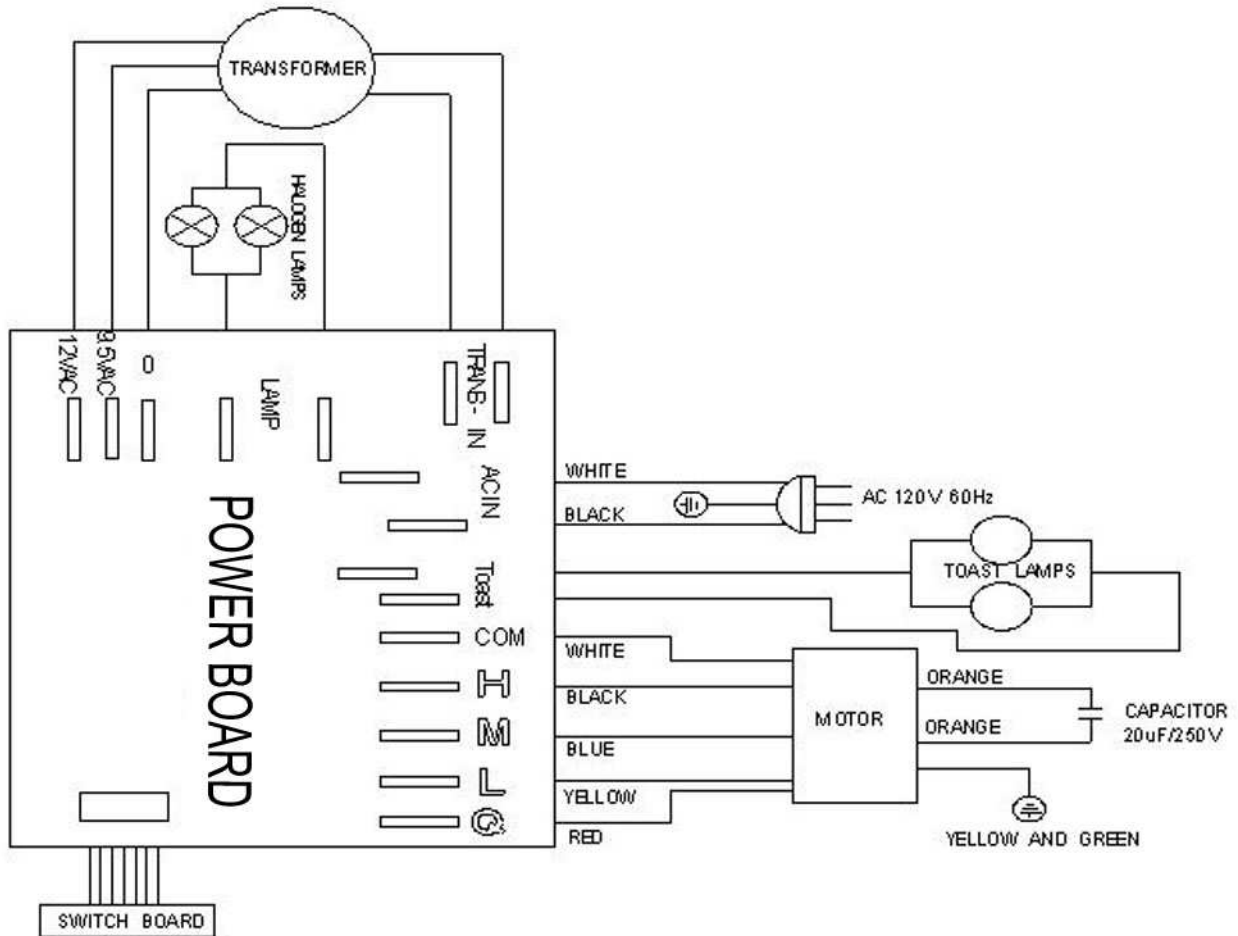 TRANSFORMER
HALOGEN LAMPS
12VAC
9.5VAC
0
LAMP
TRANB- IN
ACIN
WHITE
BLACK
AC 120V 60Hz
Toast
TOAST LAMPS
COM
WHITE
H
BLACK
M
BLUE
L
YELLOW
Q
RED
POWER BOARD
MOTOR
ORANGE
ORANGE
CAPACITOR
20uF/250V
YELLOW AND GREEN
SWITCH BOARD